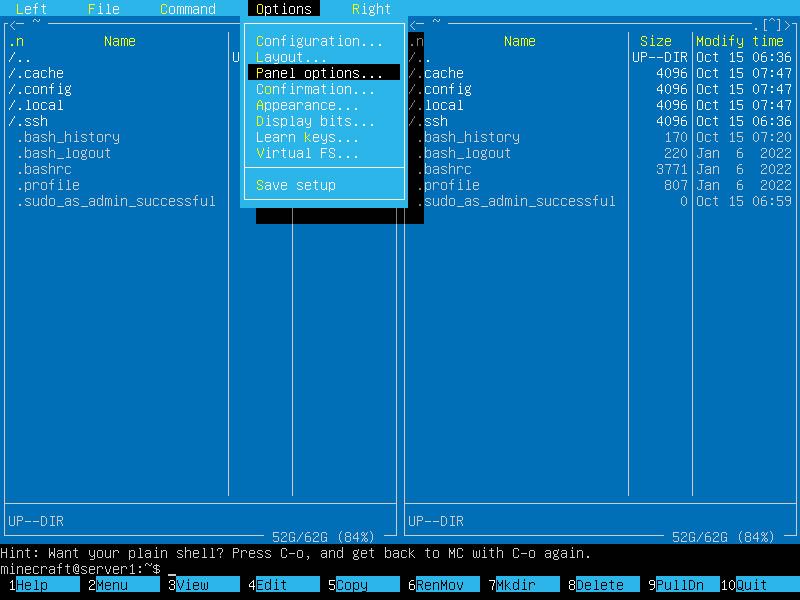 Left File Command Options Right
<─ ~ <─ ~ .[^]>
.n Name Configuration... .n Name Size Modify time
/.. U Layout... /.. UP--DIR Oct 15 06:36
/.cache Panel options... /.cache 4096 Oct 15 07:47
/.config Confirmation... /.config 4096 Oct 15 07:47
/.local Appearance... /.local 4096 Oct 15 07:47
/.ssh Display bits... /.ssh 4096 Oct 15 06:36
.bash_history Learn keys... .bash_history 170 Oct 15 07:20
.bash_logout Virtual FS... .bash_logout 220 Jan 6 2022
.bashrc .bashrc 3771 Jan 6 2022
.profile Save setup .profile 807 Jan 6 2022
.sudo_as_admin_successful .sudo_as_admin_successful 0 Oct 15 06:59
UP--DIR UP--DIR
52G/62G (84%) 52G/62G (84%)
Hint: Want your plain shell? Press C-o, and get back to MC with C-o again.
minecraft@server1:~$ _
1Help 2Menu 3View 4Edit 5Copy 6RenMov 7Mkdir 8Delete 9PullDn 10Quit